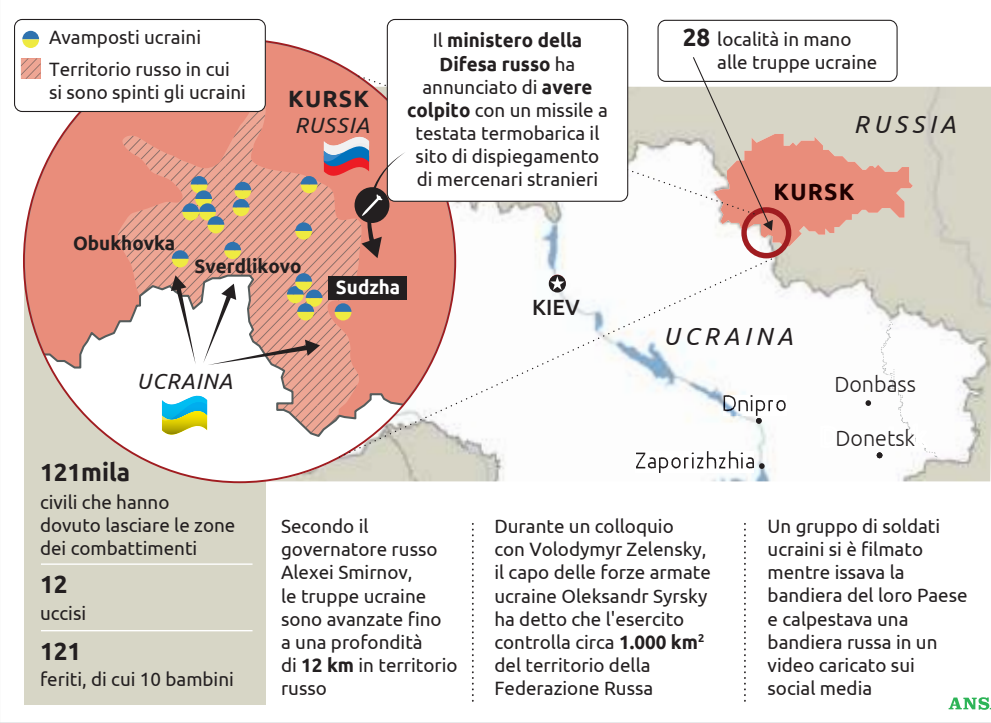 Avamposti ucraini
Territorio russo in cui
si sono spinti gli ucraini
Il ministero della
Difesa russo ha
annunciato di avere
colpito con un missile a
testata termobarica il
sito di dispiegamento
di mercenari stranieri
28 località in mano
alle truppe ucraine
KURSK
RUSSIA
Obukhovka
Sverdlikovo
Sudzha
UCRAINA
RUSSIA
KURSK
KIEV
UCRAINA
Donbass
Dnipro
Donetsk
Zaporizhzhia
121mila
civili che hanno
dovuto lasciare le zone
dei combattimenti
12
uccisi
121
feriti, di cui 10 bambini
Secondo il
governatore russo
Alexei Smirnov,
le truppe ucraine
sono avanzate fino
a una profondità
di 12 km in territorio
russo
Durante un colloquio
con Volodymyr Zelensky,
il capo delle forze armate
ucraine Oleksandr Syrsky
ha detto che l'esercito
controlla circa 1.000 km²
del territorio della
Federazione Russa
Un gruppo di soldati
ucraini si è filmato
mentre issava la
bandiera del loro Paese
e calpestava una
bandiera russa in un
video caricato sui
social media
ANS